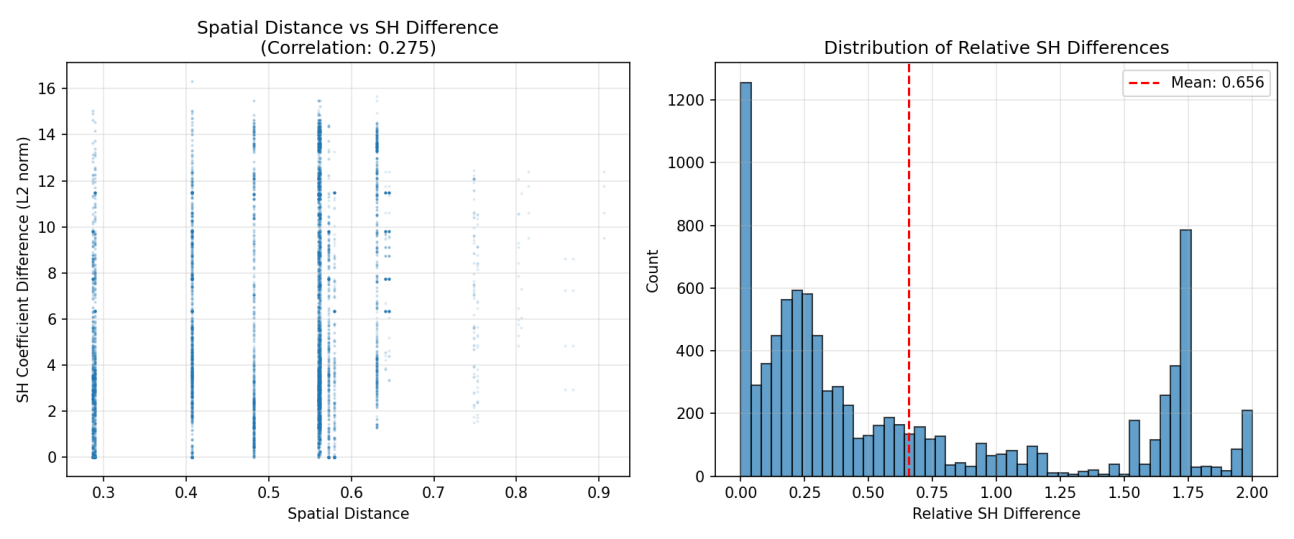 Spatial Distance vs SH Difference
(Correlation: 0.275)
16
14
12
10
8
6
4
2
0
SH Coefficient Difference (L2 norm)
0.3 0.4 0.5 0.6 0.7 0.8 0.9
Spatial Distance
Distribution of Relative SH Differences
Mean: 0.656
1200
1000
800
600
400
200
0
Count
0.00 0.25 0.50 0.75 1.00 1.25 1.50 1.75 2.00
Relative SH Difference